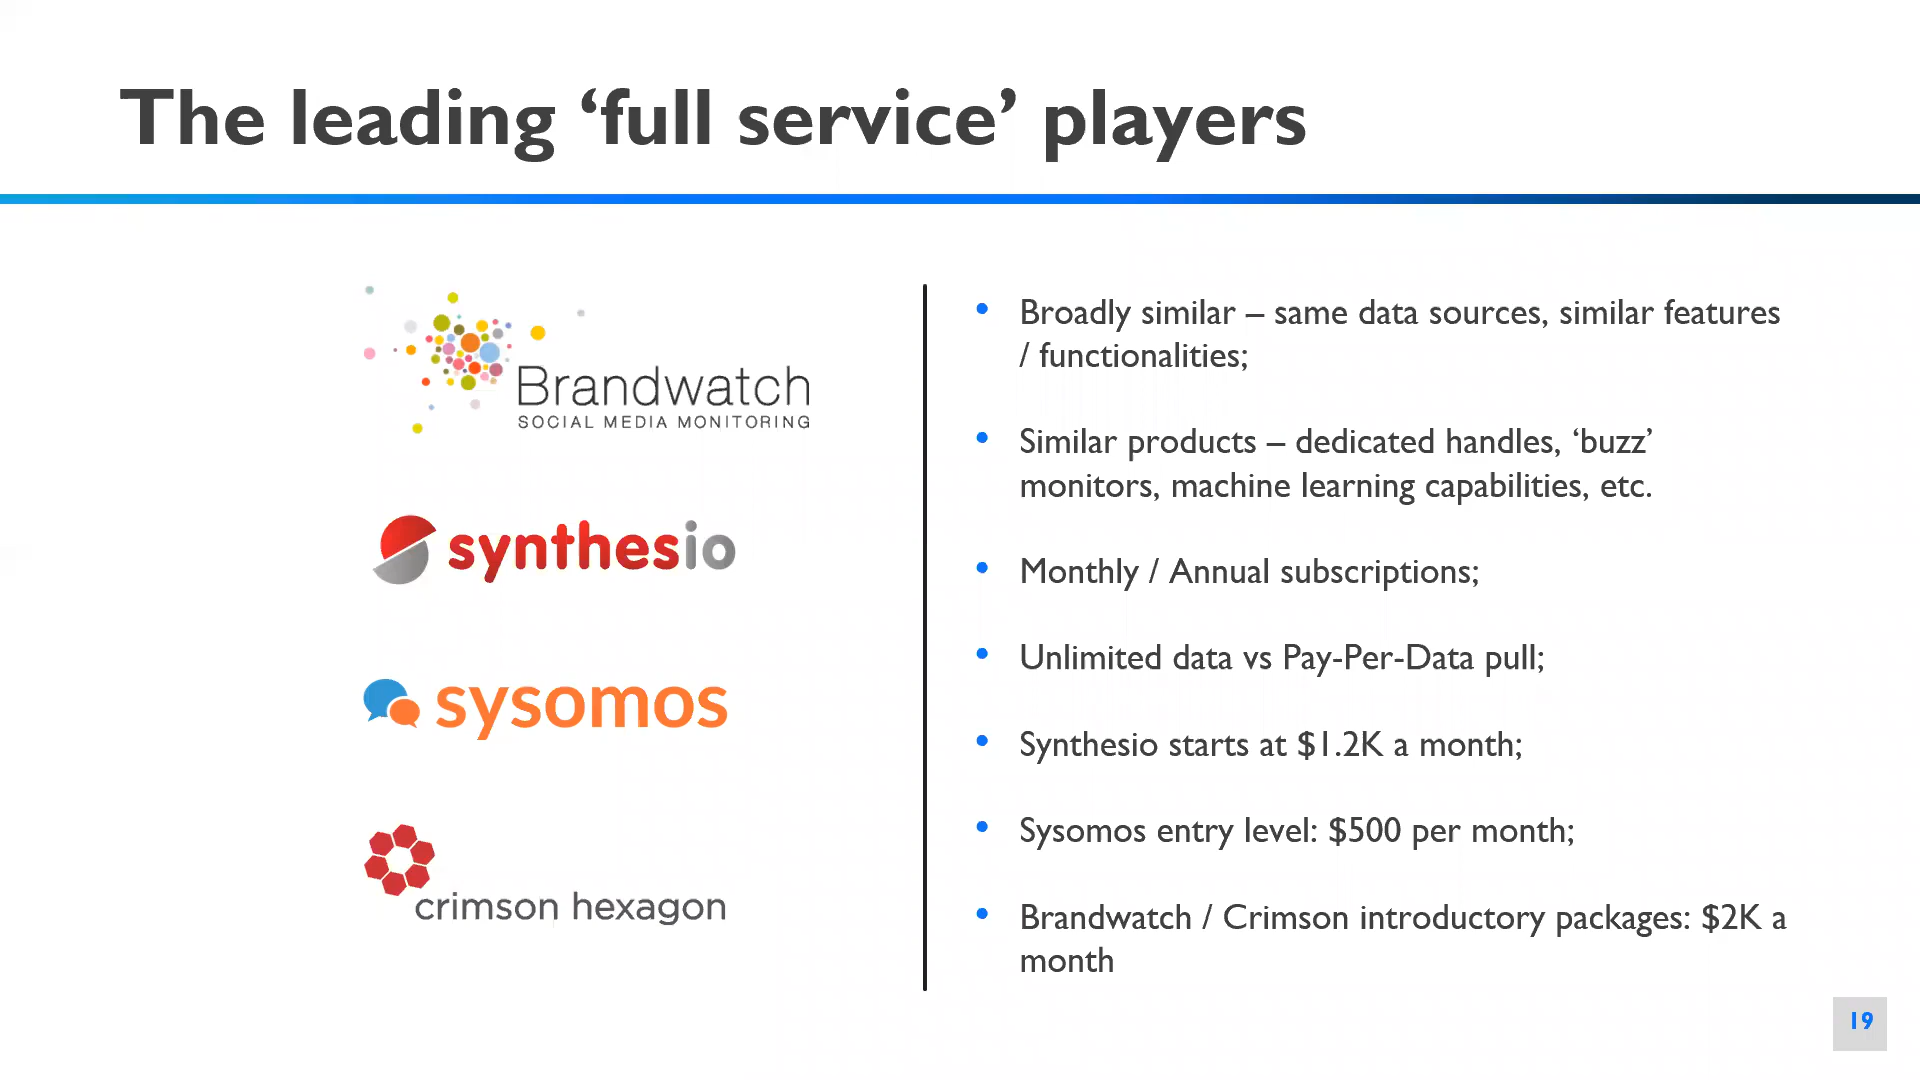 The leading ‘full service’ players
Brandwatch
SOCIAL MEDIA MONITORING
synthesio
sysomos
crimson hexagon
• Broadly similar – same data sources, similar features
/ functionalities;
• Similar products – dedicated handles, ‘buzz’
monitors, machine learning capabilities, etc.
• Monthly / Annual subscriptions;
• Unlimited data vs Pay-Per-Data pull;
• Synthesio starts at $1.2K a month;
• Sysomos entry level: $500 per month;
• Brandwatch / Crimson introductory packages: $2K a
month
19